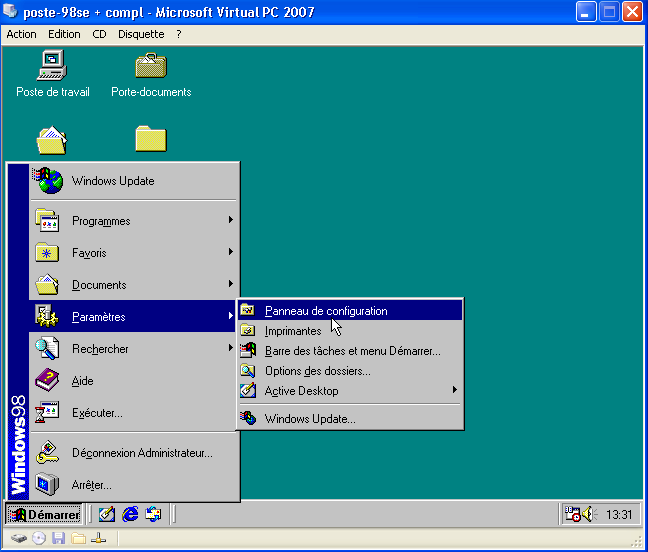 poste-98se + compl - Microsoft Virtual PC 2007
Action Edition CD Disquette ?
Poste de travail Porte-documents
Windows Update
Programmes
Favoris
Documents
Paramètres
Rechercher
Aide
Exécuter...
Déconnexion Administrateur...
Arrêter...
Windows98
Panneau de configuration
Imprimantes
Barre des tâches et menu Démarrer...
Options des dossiers...
Active Desktop
Windows Update...
Démarrer 13:31